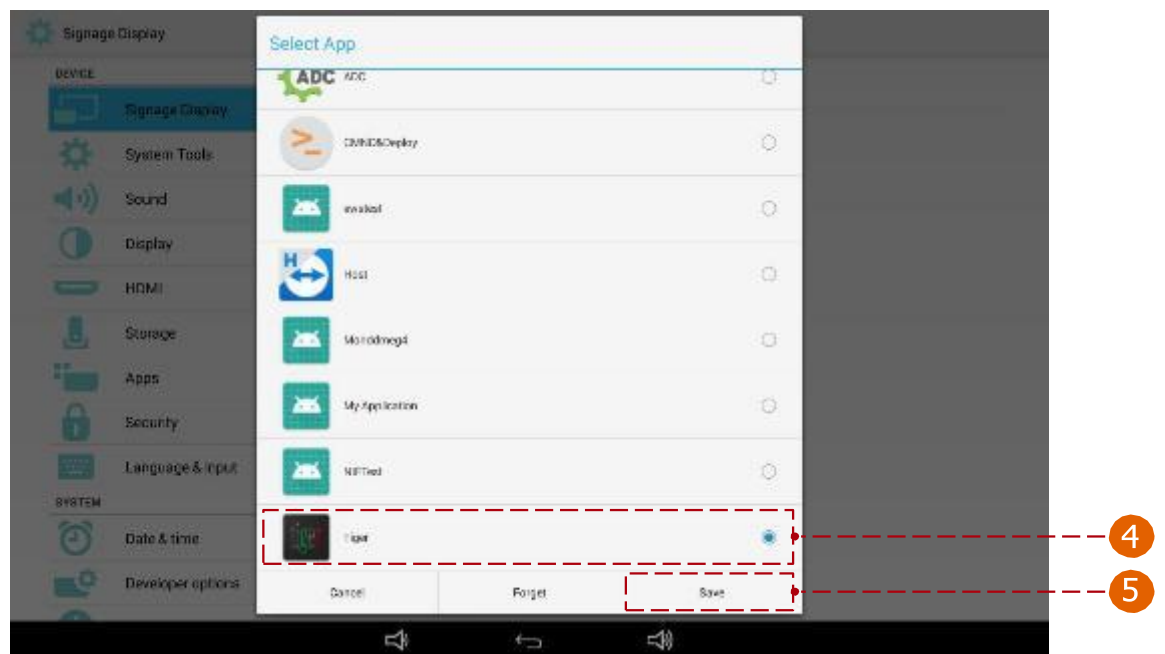 Signage Display
DEVICE
Signage Display
System Tools
Sound
Display
HDMI
Storage
Apps
Security
Language & input
SYSTEM
Date & time
Developer options
Select App
ADC ADC
CMND&Deploy
H Host
My Application
Tiger
Cancel Forget Save
4
5